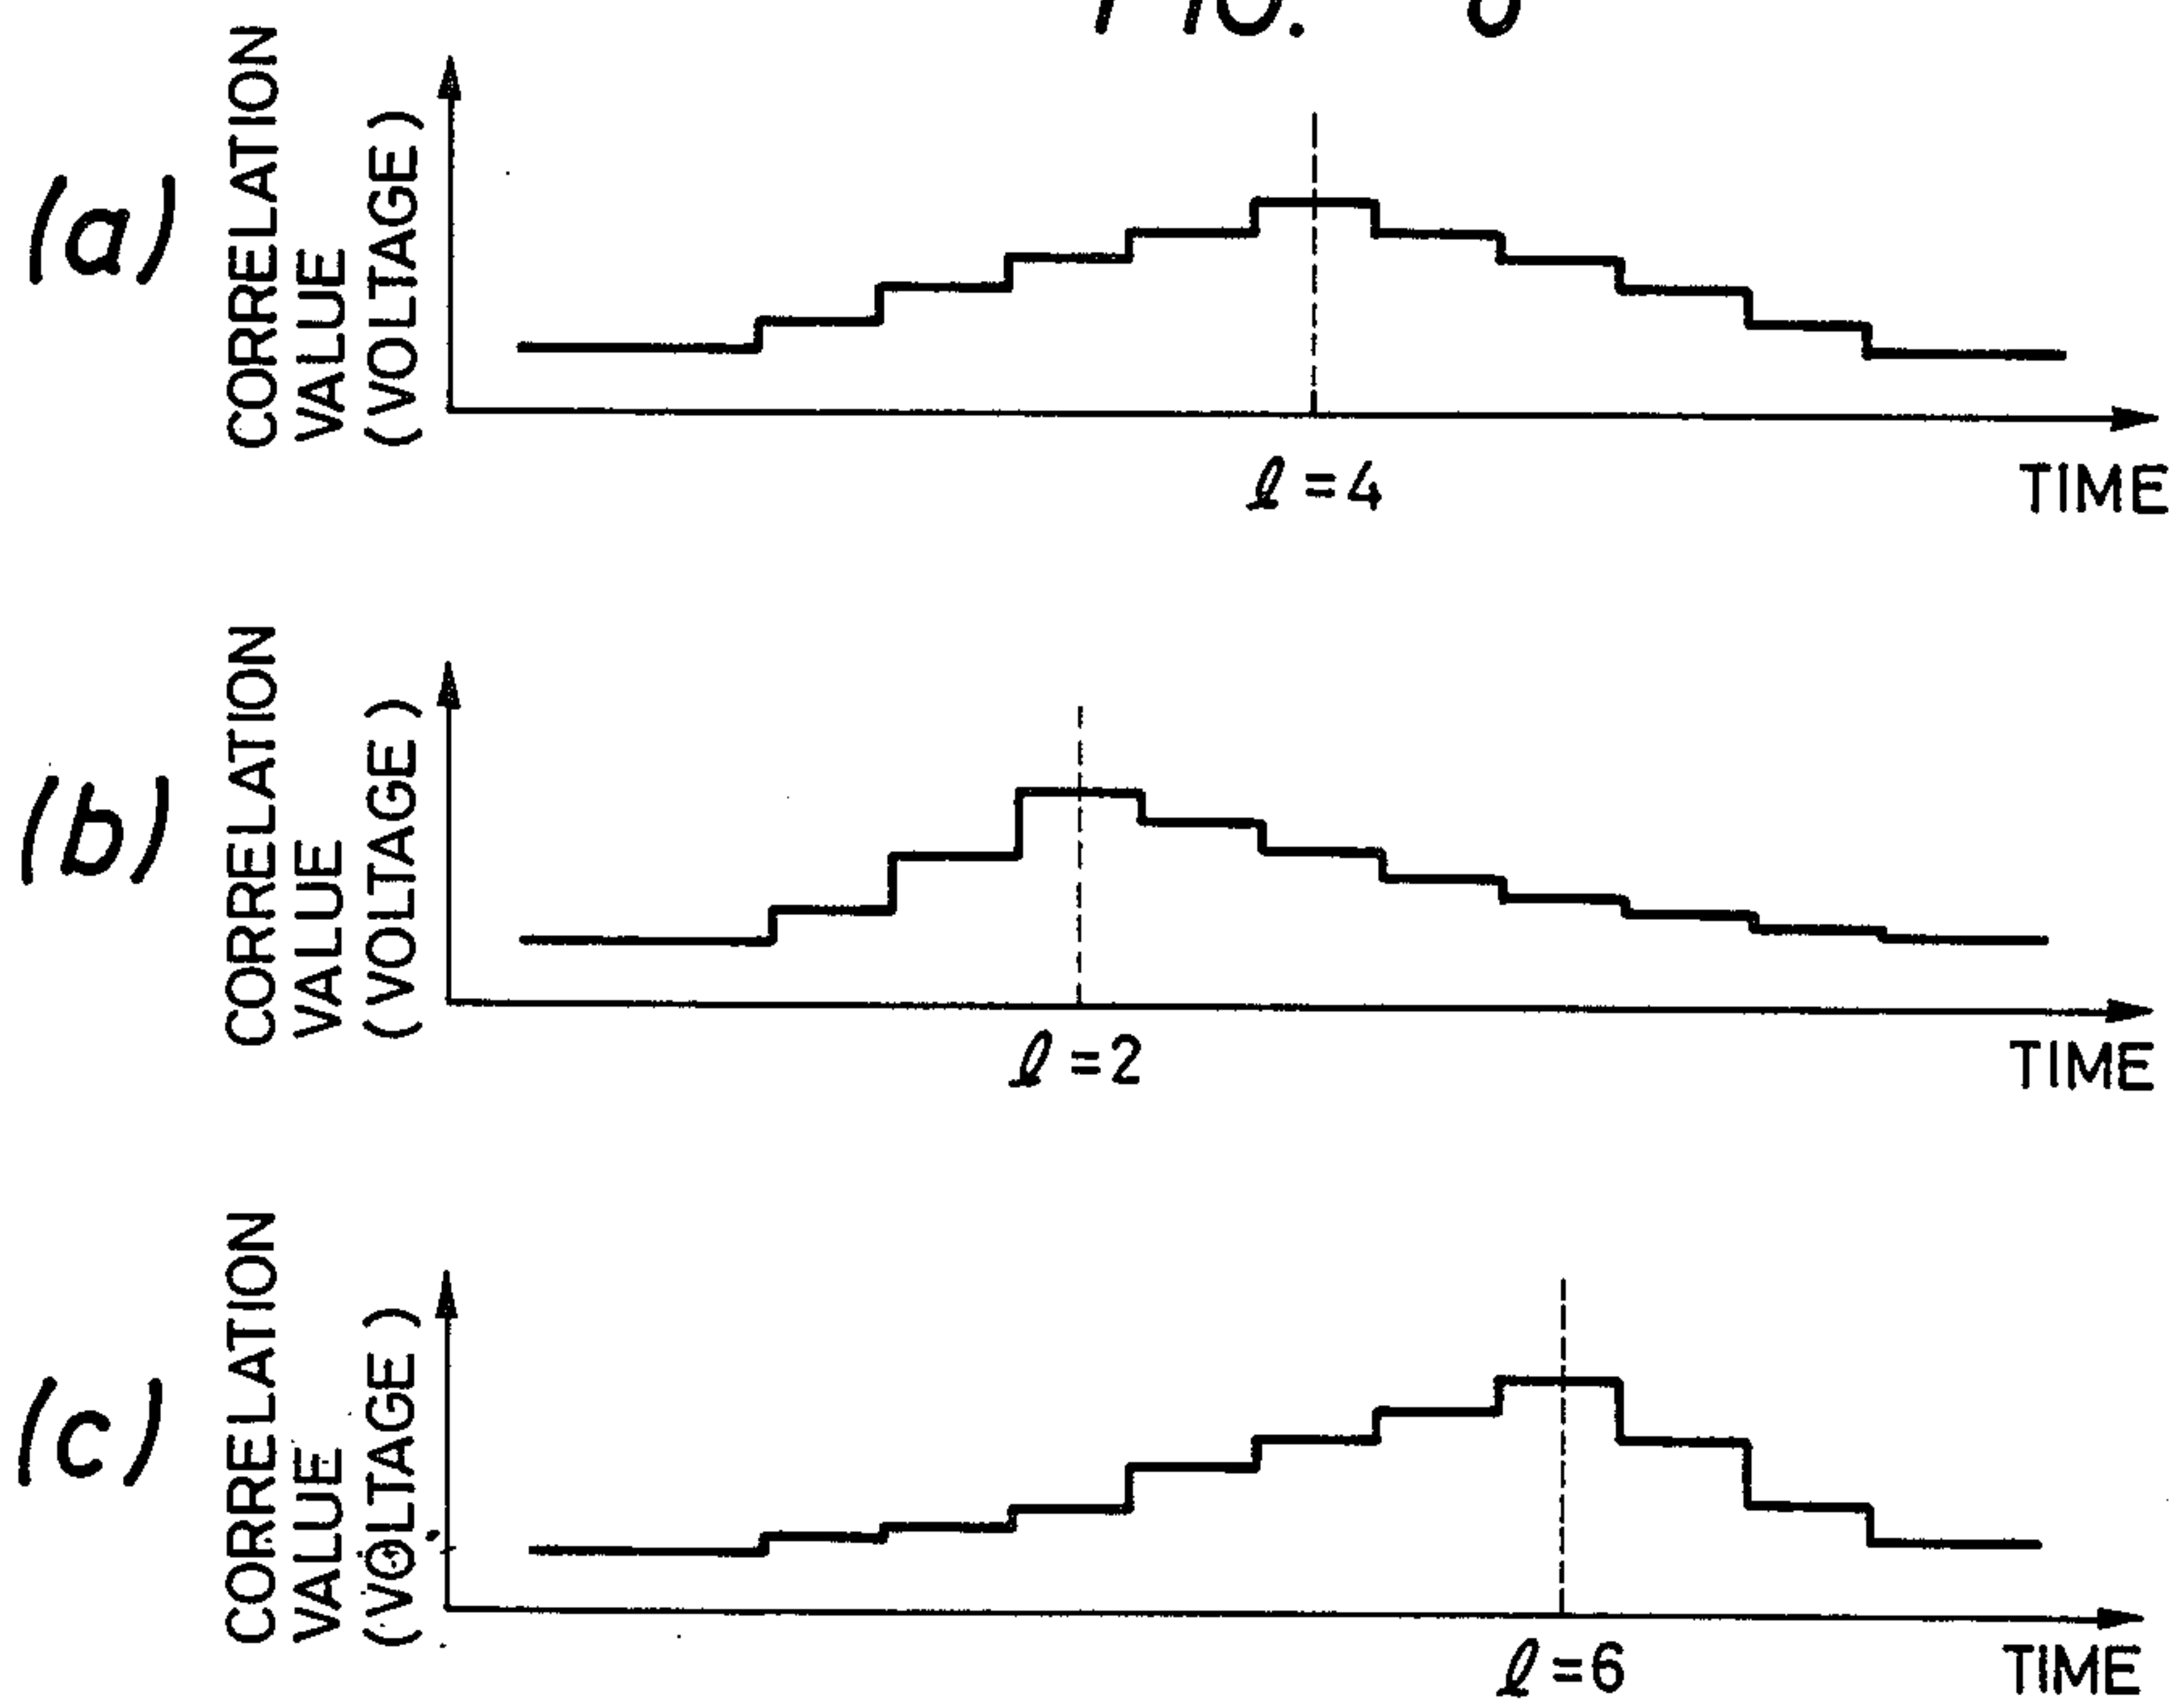 (a)
CORRELATION
VALUE
(VOLTAGE)
ℓ=4
TIME
(b)
CORRELATION
VALUE
(VOLTAGE)
ℓ=2
TIME
(c)
CORRELATION
VALUE
(VOLTAGE)
ℓ=6
TIME